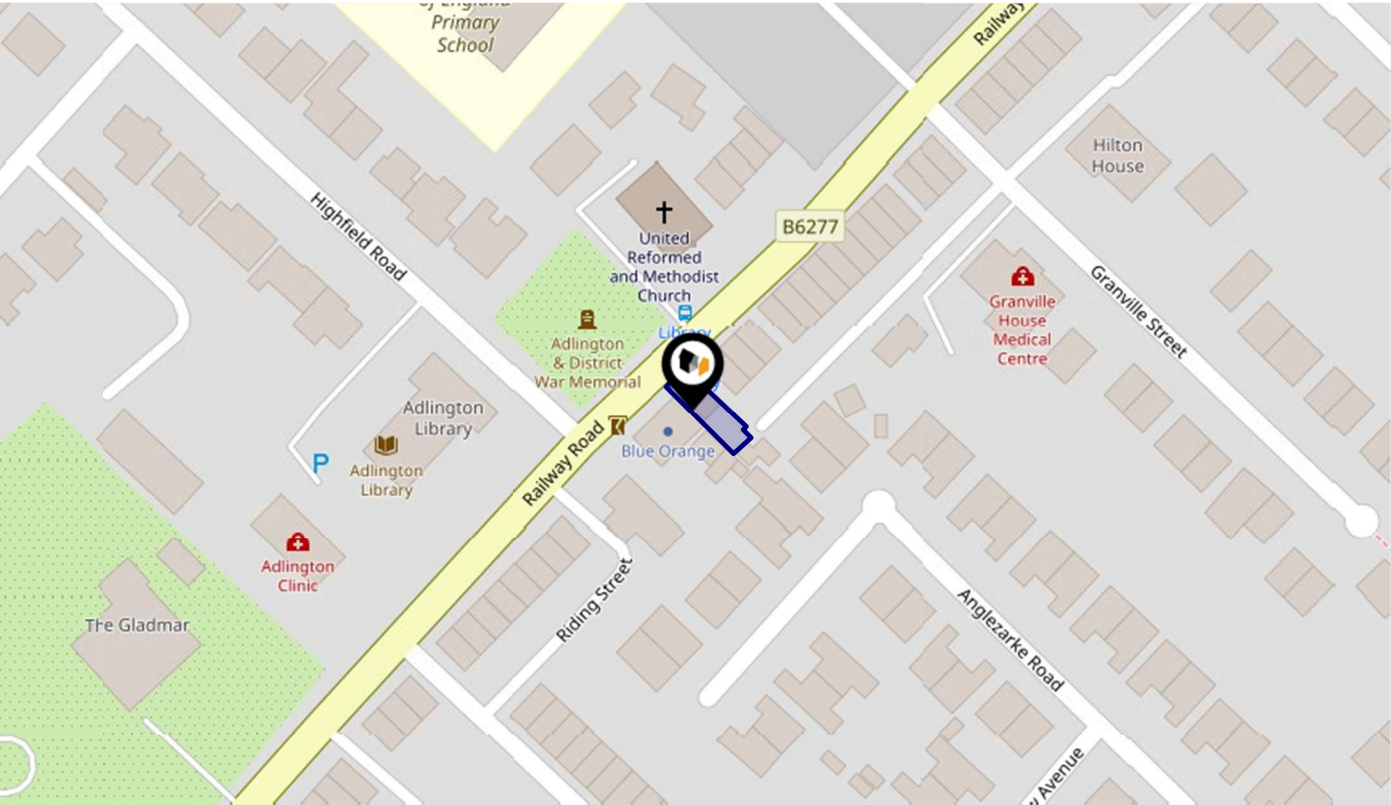 of England
Primary
School
Railway
Hilton
House
B6277
Highfield Road
United
Reformed
and Methodist
Church
Library
Granville
House
Medical
Centre
Granville Street
Adlington
& District
War Memorial
Adlington
Library
Adlington
Library
P
Blue Orange
Railway Road
Adlington
Clinic
Riding Street
The Gladmar
Anglezarke Road
Avenue